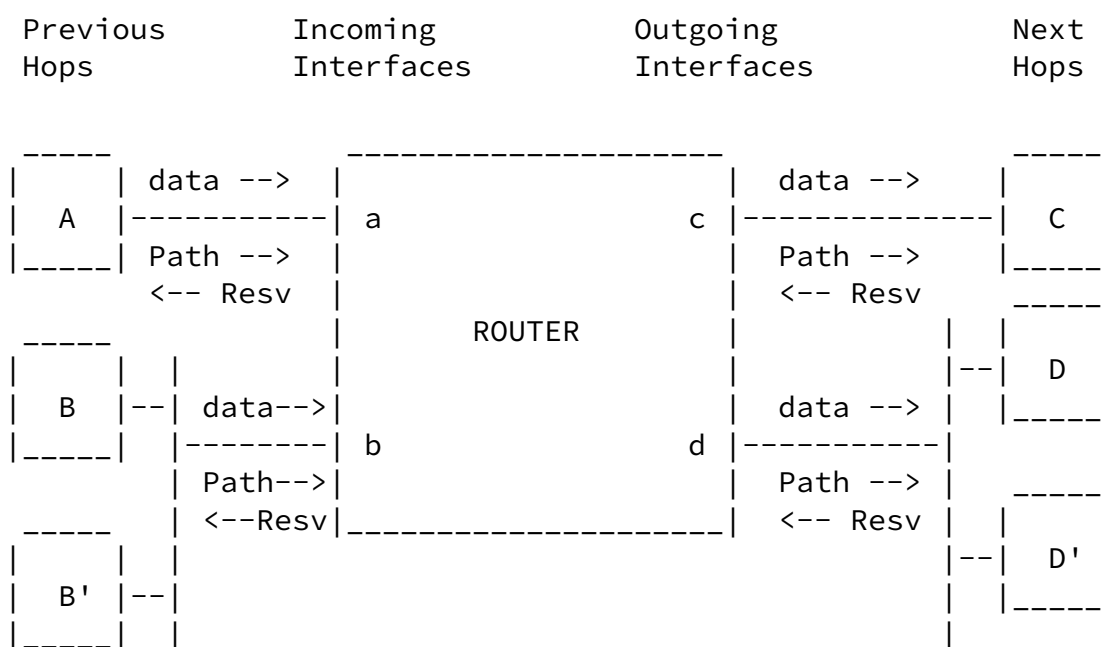 Previous Incoming Outgoing Next
Hops Interfaces Interfaces Hops
data --> data -->
A a c C
Path --> Path -->
<-- Resv <-- Resv
ROUTER
D
B data--> data -->
b d
Path--> Path -->
<--Resv <-- Resv
D'
B'